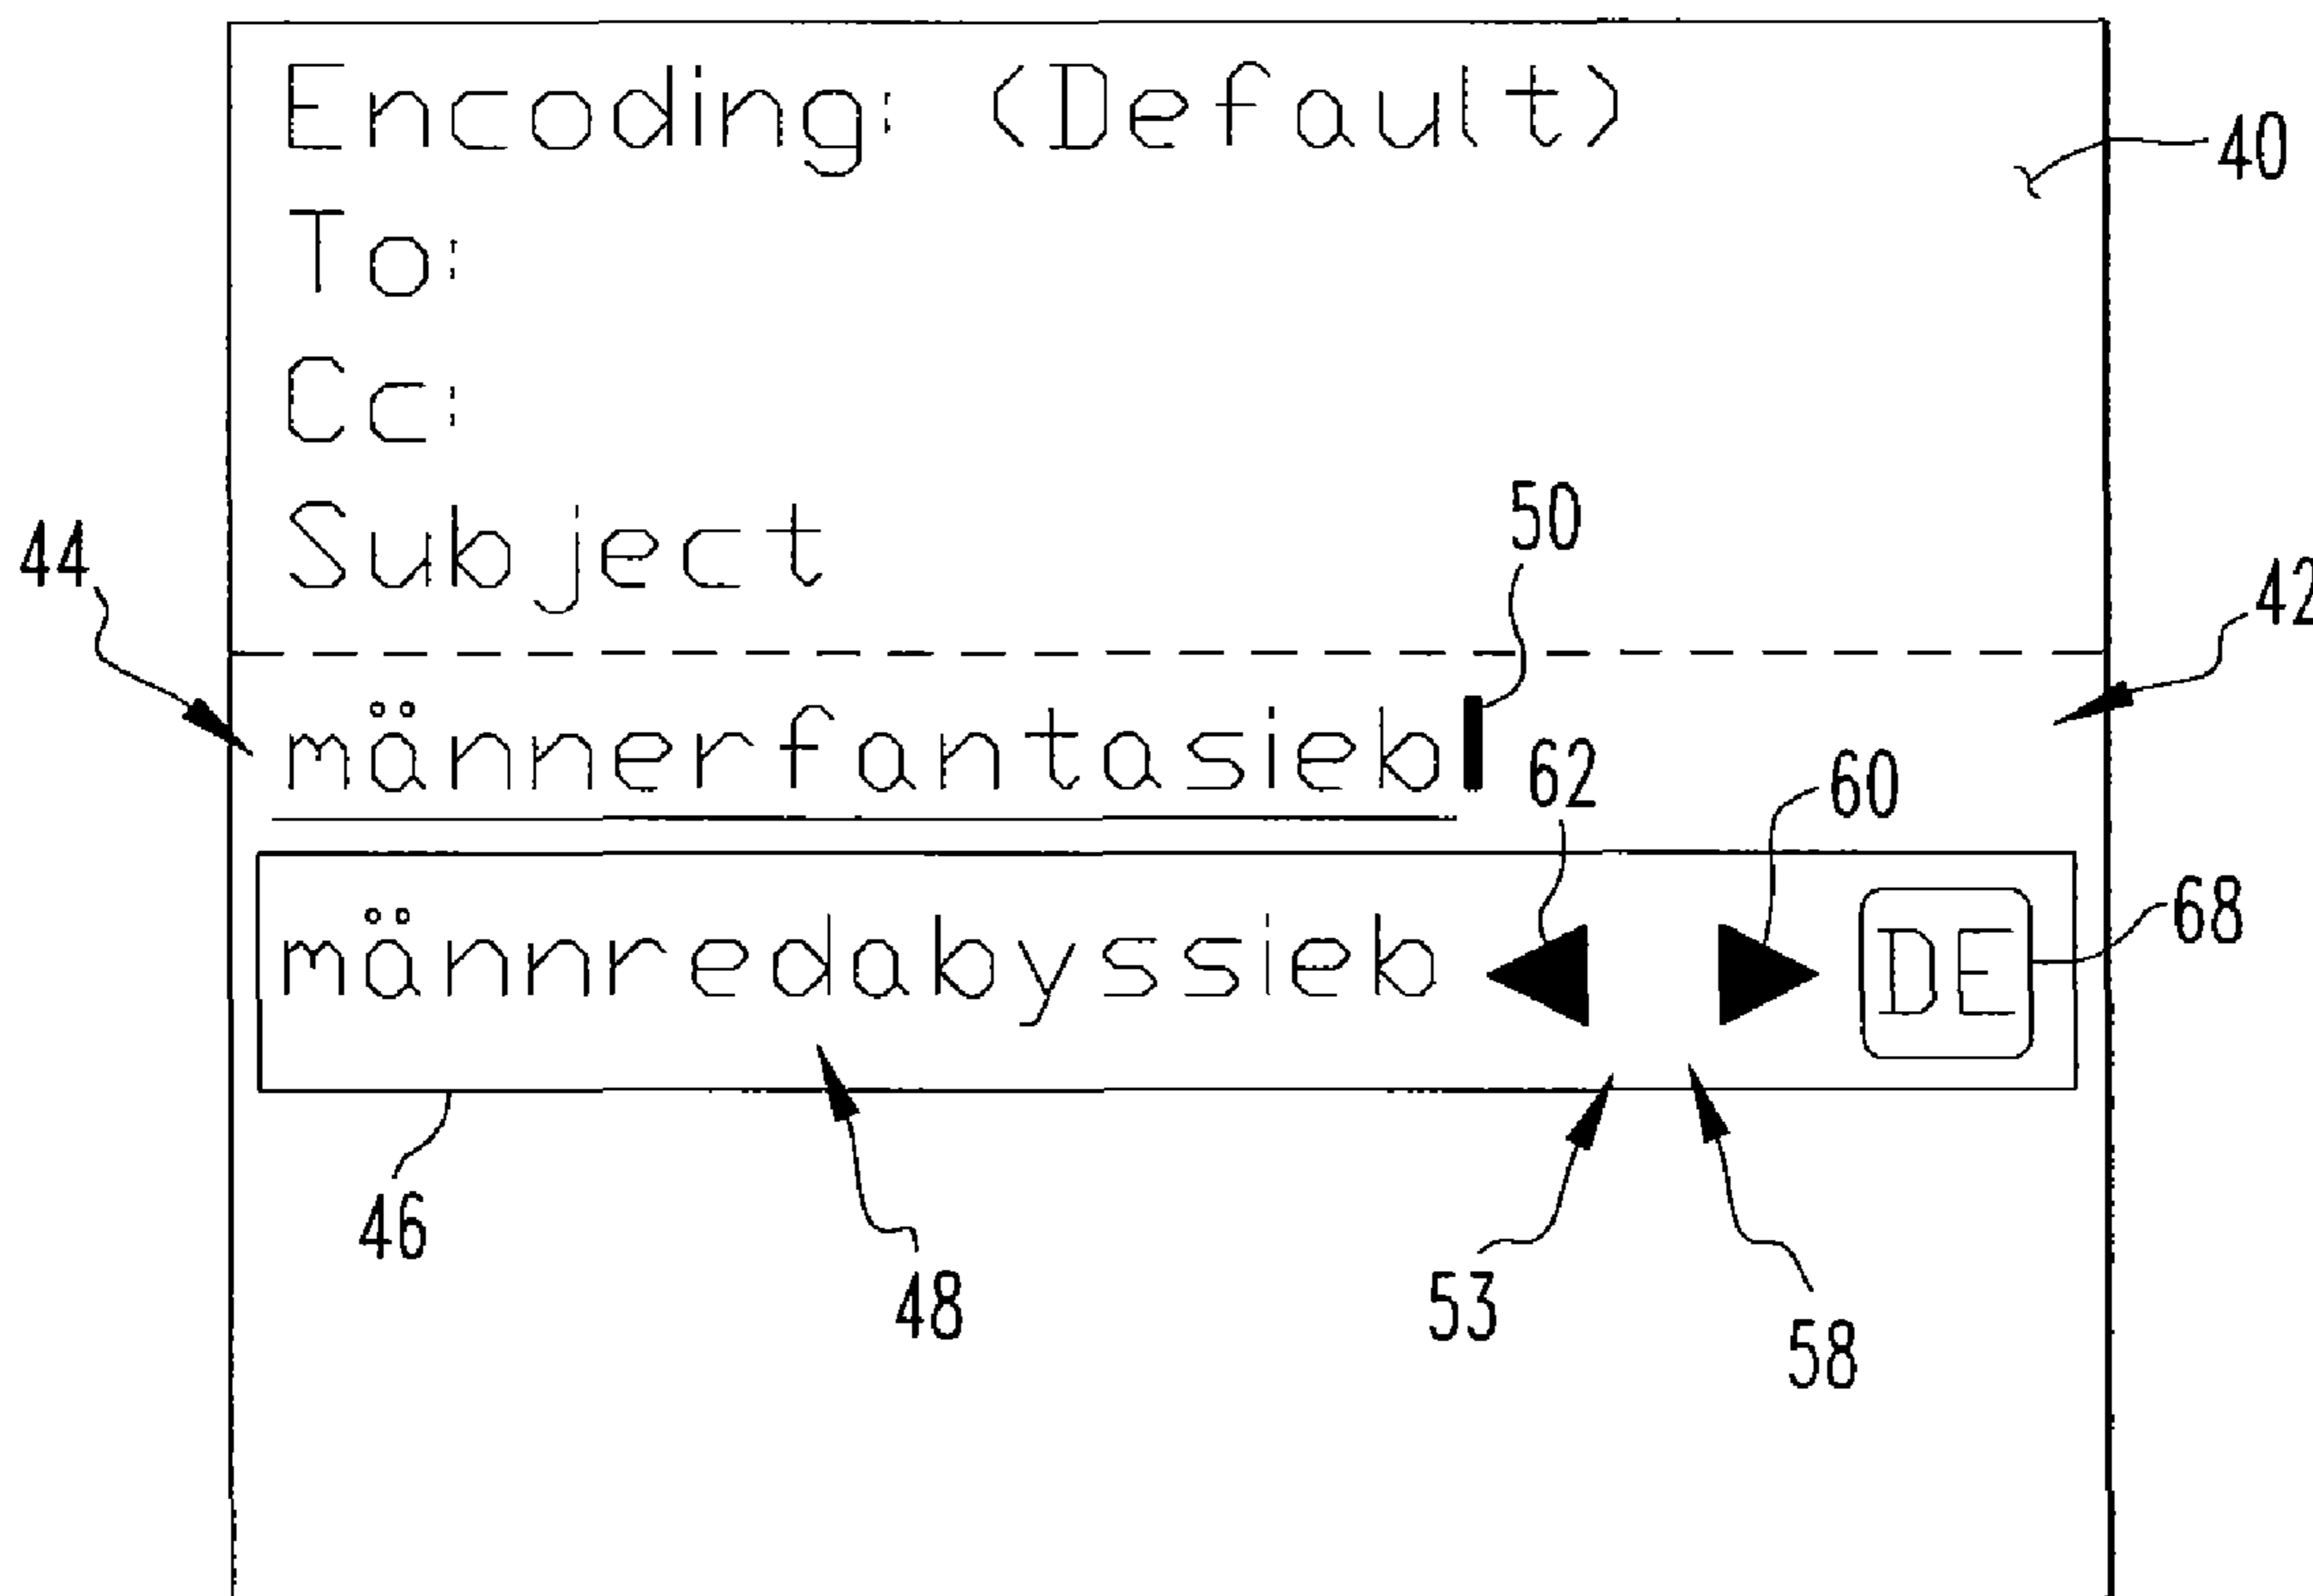 Encoding: (Default)
40
To:
Cc:
Subject
50
44
42
männerfantasieb
62
60
männredabyssieb DE
68
46
48
53
58